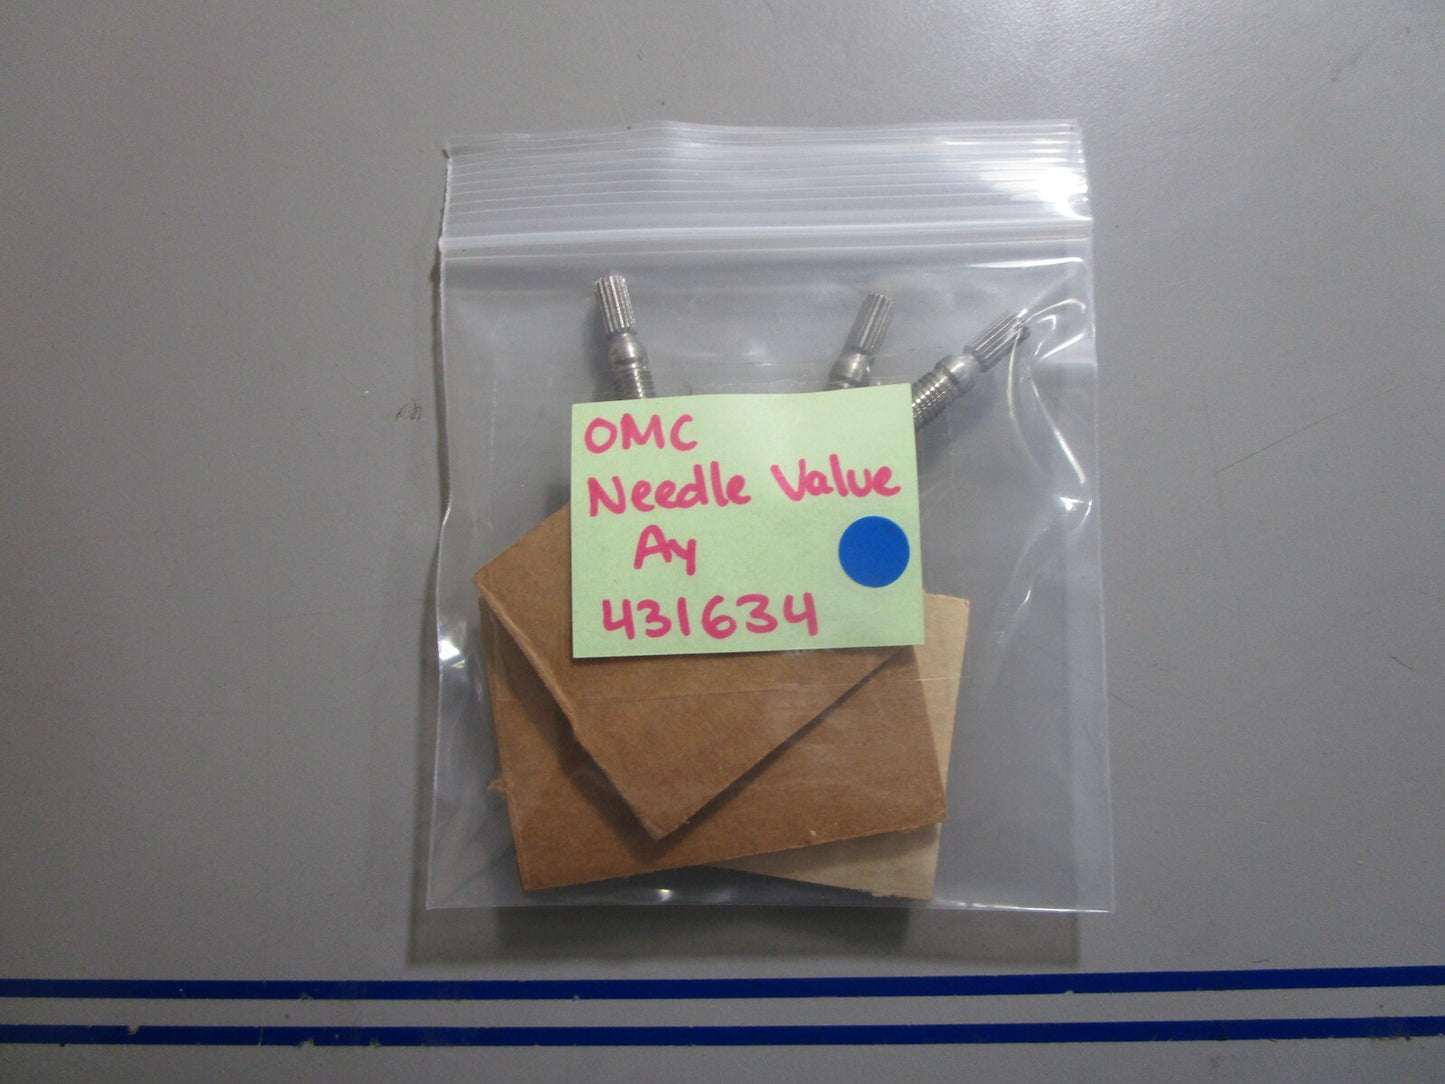 OMC
Needle Value
Ay
431634